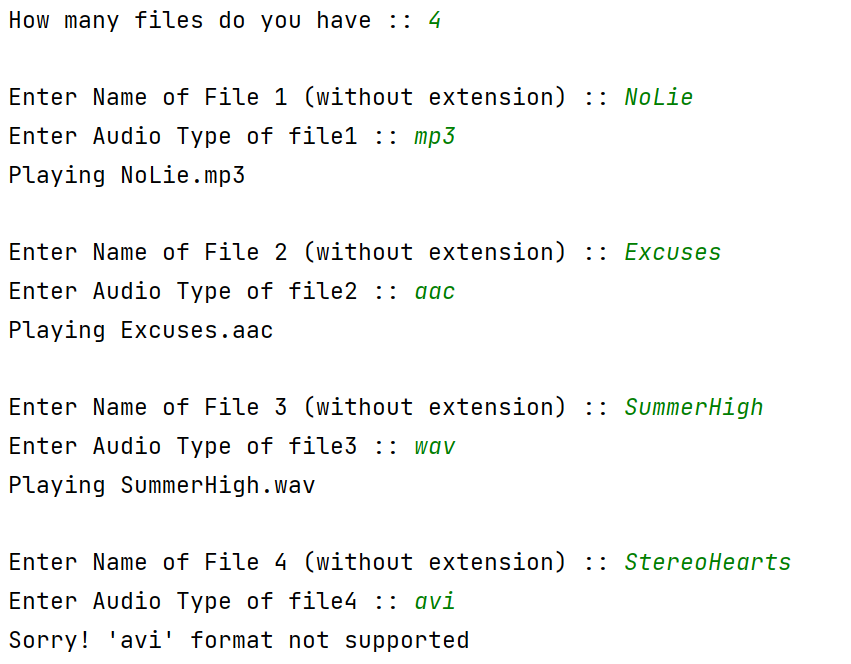 How many files do you have :: 4
Enter Name of File 1 (without extension) :: NoLie
Enter Audio Type of file1 :: mp3
Playing NoLie.mp3
Enter Name of File 2 (without extension) :: Excuses
Enter Audio Type of file2 :: aac
Playing Excuses.aac
Enter Name of File 3 (without extension) :: SummerHigh
Enter Audio Type of file3 :: wav
Playing SummerHigh.wav
Enter Name of File 4 (without extension) :: StereoHearts
Enter Audio Type of file4 :: avi
Sorry! 'avi' format not supported